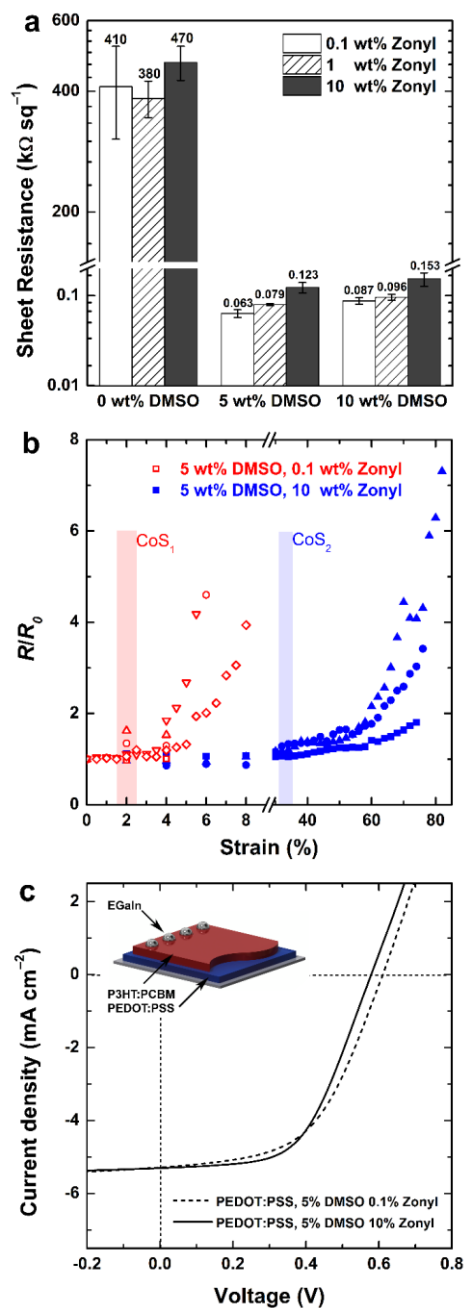 a
600
400
200
0.1
0.01
Sheet Resistance (kΩ sq⁻¹)
410
380
470
0.063
0.079
0.123
0.087
0.096
0.153
0.1 wt% Zonyl
1 wt% Zonyl
10 wt% Zonyl
0 wt% DMSO
5 wt% DMSO
10 wt% DMSO
b
8
6
4
2
0
R/R₀
5 wt% DMSO, 0.1 wt% Zonyl
5 wt% DMSO, 10 wt% Zonyl
CoS₁
CoS₂
0 2 4 6 8 40 60 80
Strain (%)
c
2
0
-2
-4
-6
Current density (mA cm⁻²)
EGaIn
P3HT:PCBM
PEDOT:PSS
PEDOT:PSS, 5% DMSO 0.1% Zonyl
PEDOT:PSS, 5% DMSO 10% Zonyl
-0.2 0.0 0.2 0.4 0.6 0.8
Voltage (V)